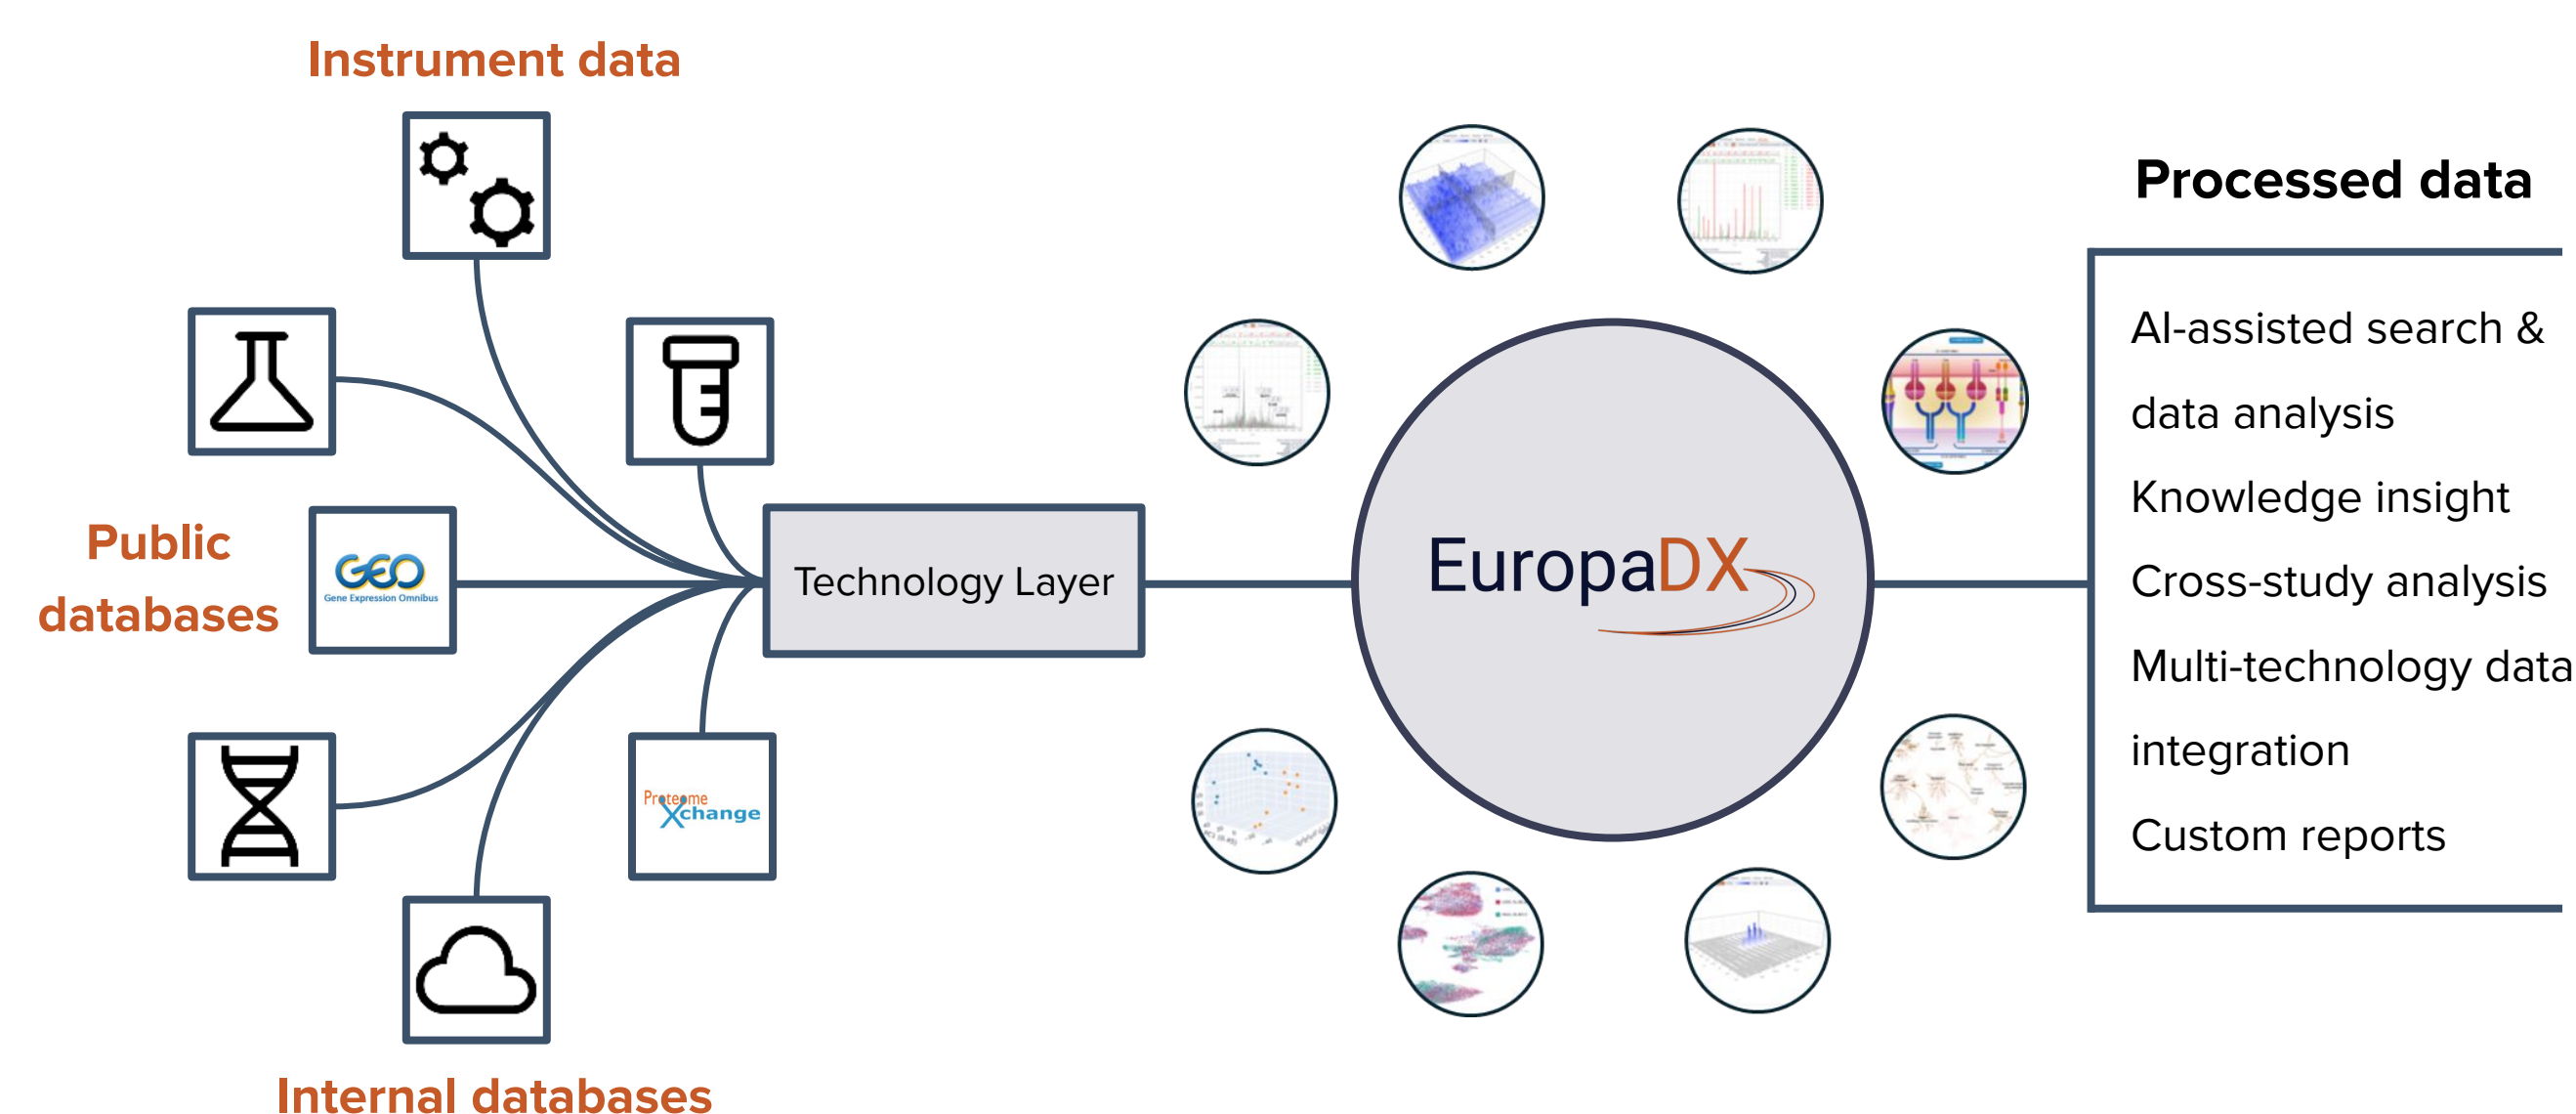 Instrument data
Public
databases
GEO
Gene Expression Omnibus
Proteome
Xchange
Internal databases
Technology Layer
EuropaDX
Processed data
AI-assisted search &
data analysis
Knowledge insight
Cross-study analysis
Multi-technology data
integration
Custom reports